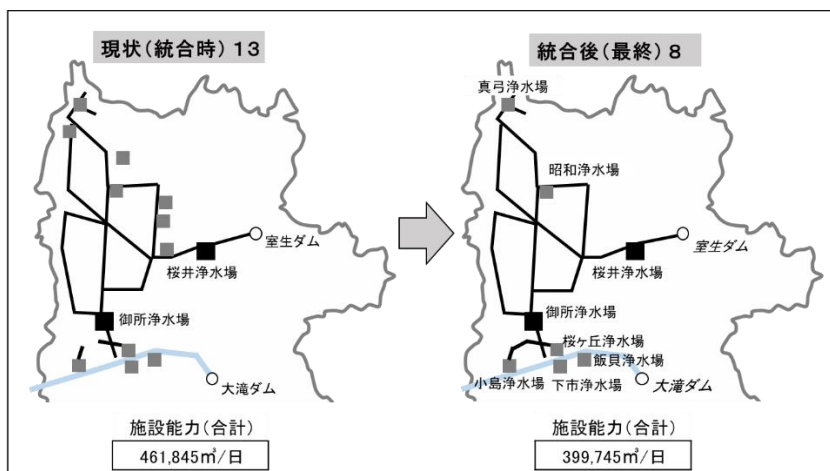 現状(統合時)13
室生ダム
桜井浄水場
御所浄水場
大滝ダム
施設能力(合計)
461,845㎥/日
統合後(最終)8
真弓浄水場
昭和浄水場
室生ダム
桜井浄水場
御所浄水場
桜ヶ丘浄水場
飯貝浄水場
小島浄水場
下市浄水場
大滝ダム
施設能力(合計)
399,745㎥/日